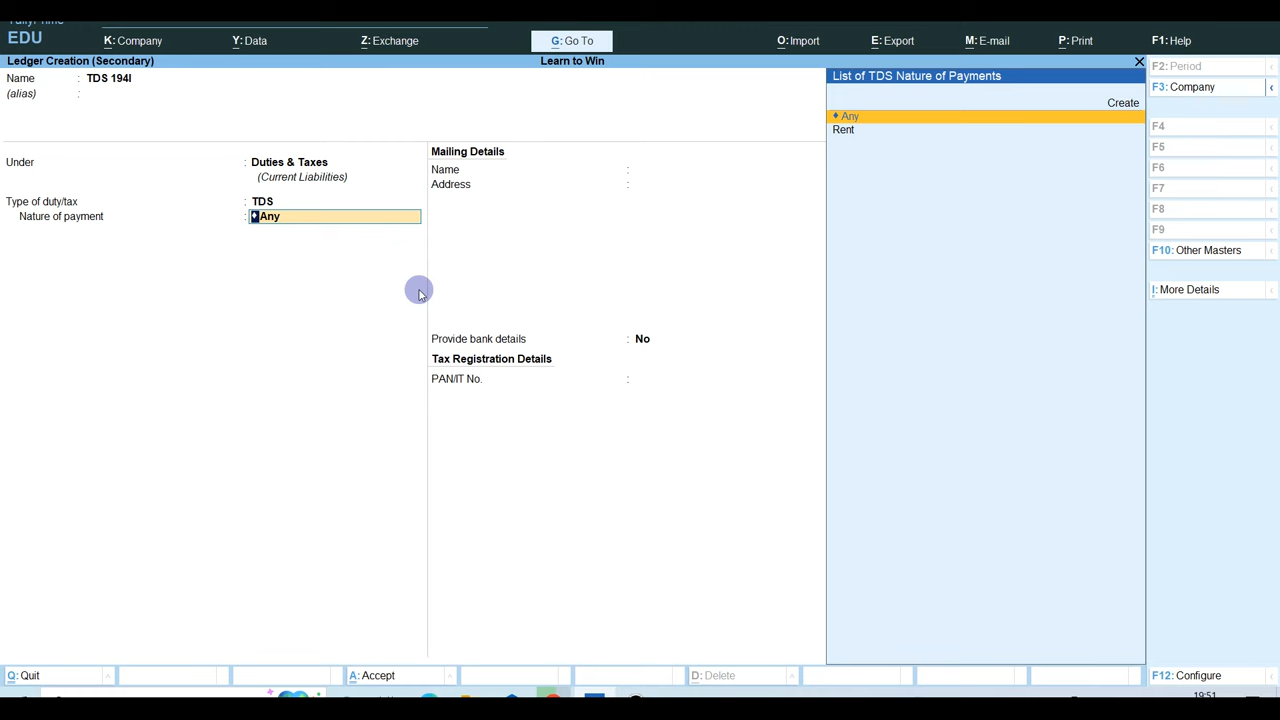 EDU
K: Company
Y: Data
Z: Exchange
G: Go To
O: Import
E: Export
M: E-mail
P: Print
F1: Help
Ledger Creation (Secondary)
Learn to Win
Name : TDS 194I
(alias) :
Under : Duties & Taxes
(Current Liabilities)
Type of duty/tax : TDS
Nature of payment : ♦ Any
Mailing Details
Name :
Address :
Provide bank details : No
Tax Registration Details
PAN/IT No. :
List of TDS Nature of Payments
Create
♦ Any
Rent
F2: Period
F3: Company
F4
F5
F6
F7
F8
F9
F10: Other Masters
I: More Details
Q: Quit
A: Accept
D: Delete
F12: Configure
19:51